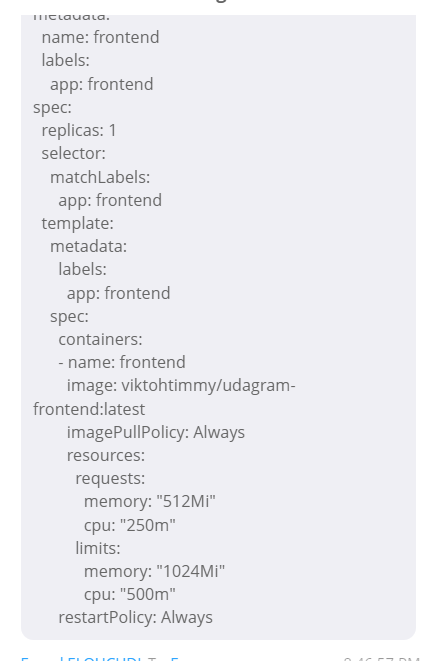 metadata:
name: frontend
labels:
app: frontend
spec:
replicas: 1
selector:
matchLabels:
app: frontend
template:
metadata:
labels:
app: frontend
spec:
containers:
- name: frontend
image: viktohtimmy/udagram-
frontend:latest
imagePullPolicy: Always
resources:
requests:
memory: "512Mi"
cpu: "250m"
limits:
memory: "1024Mi"
cpu: "500m"
restartPolicy: Always